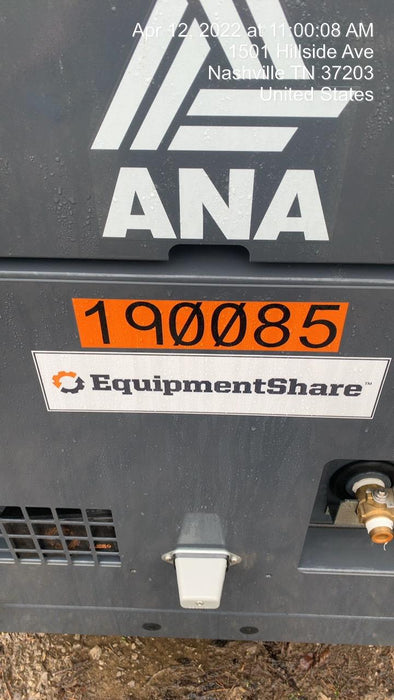 Apr 12, 2022 at 11:00:08 AM
1501 Hillside Ave
Nashville TN 37203
United States
ANA
190085
EquipmentShare™